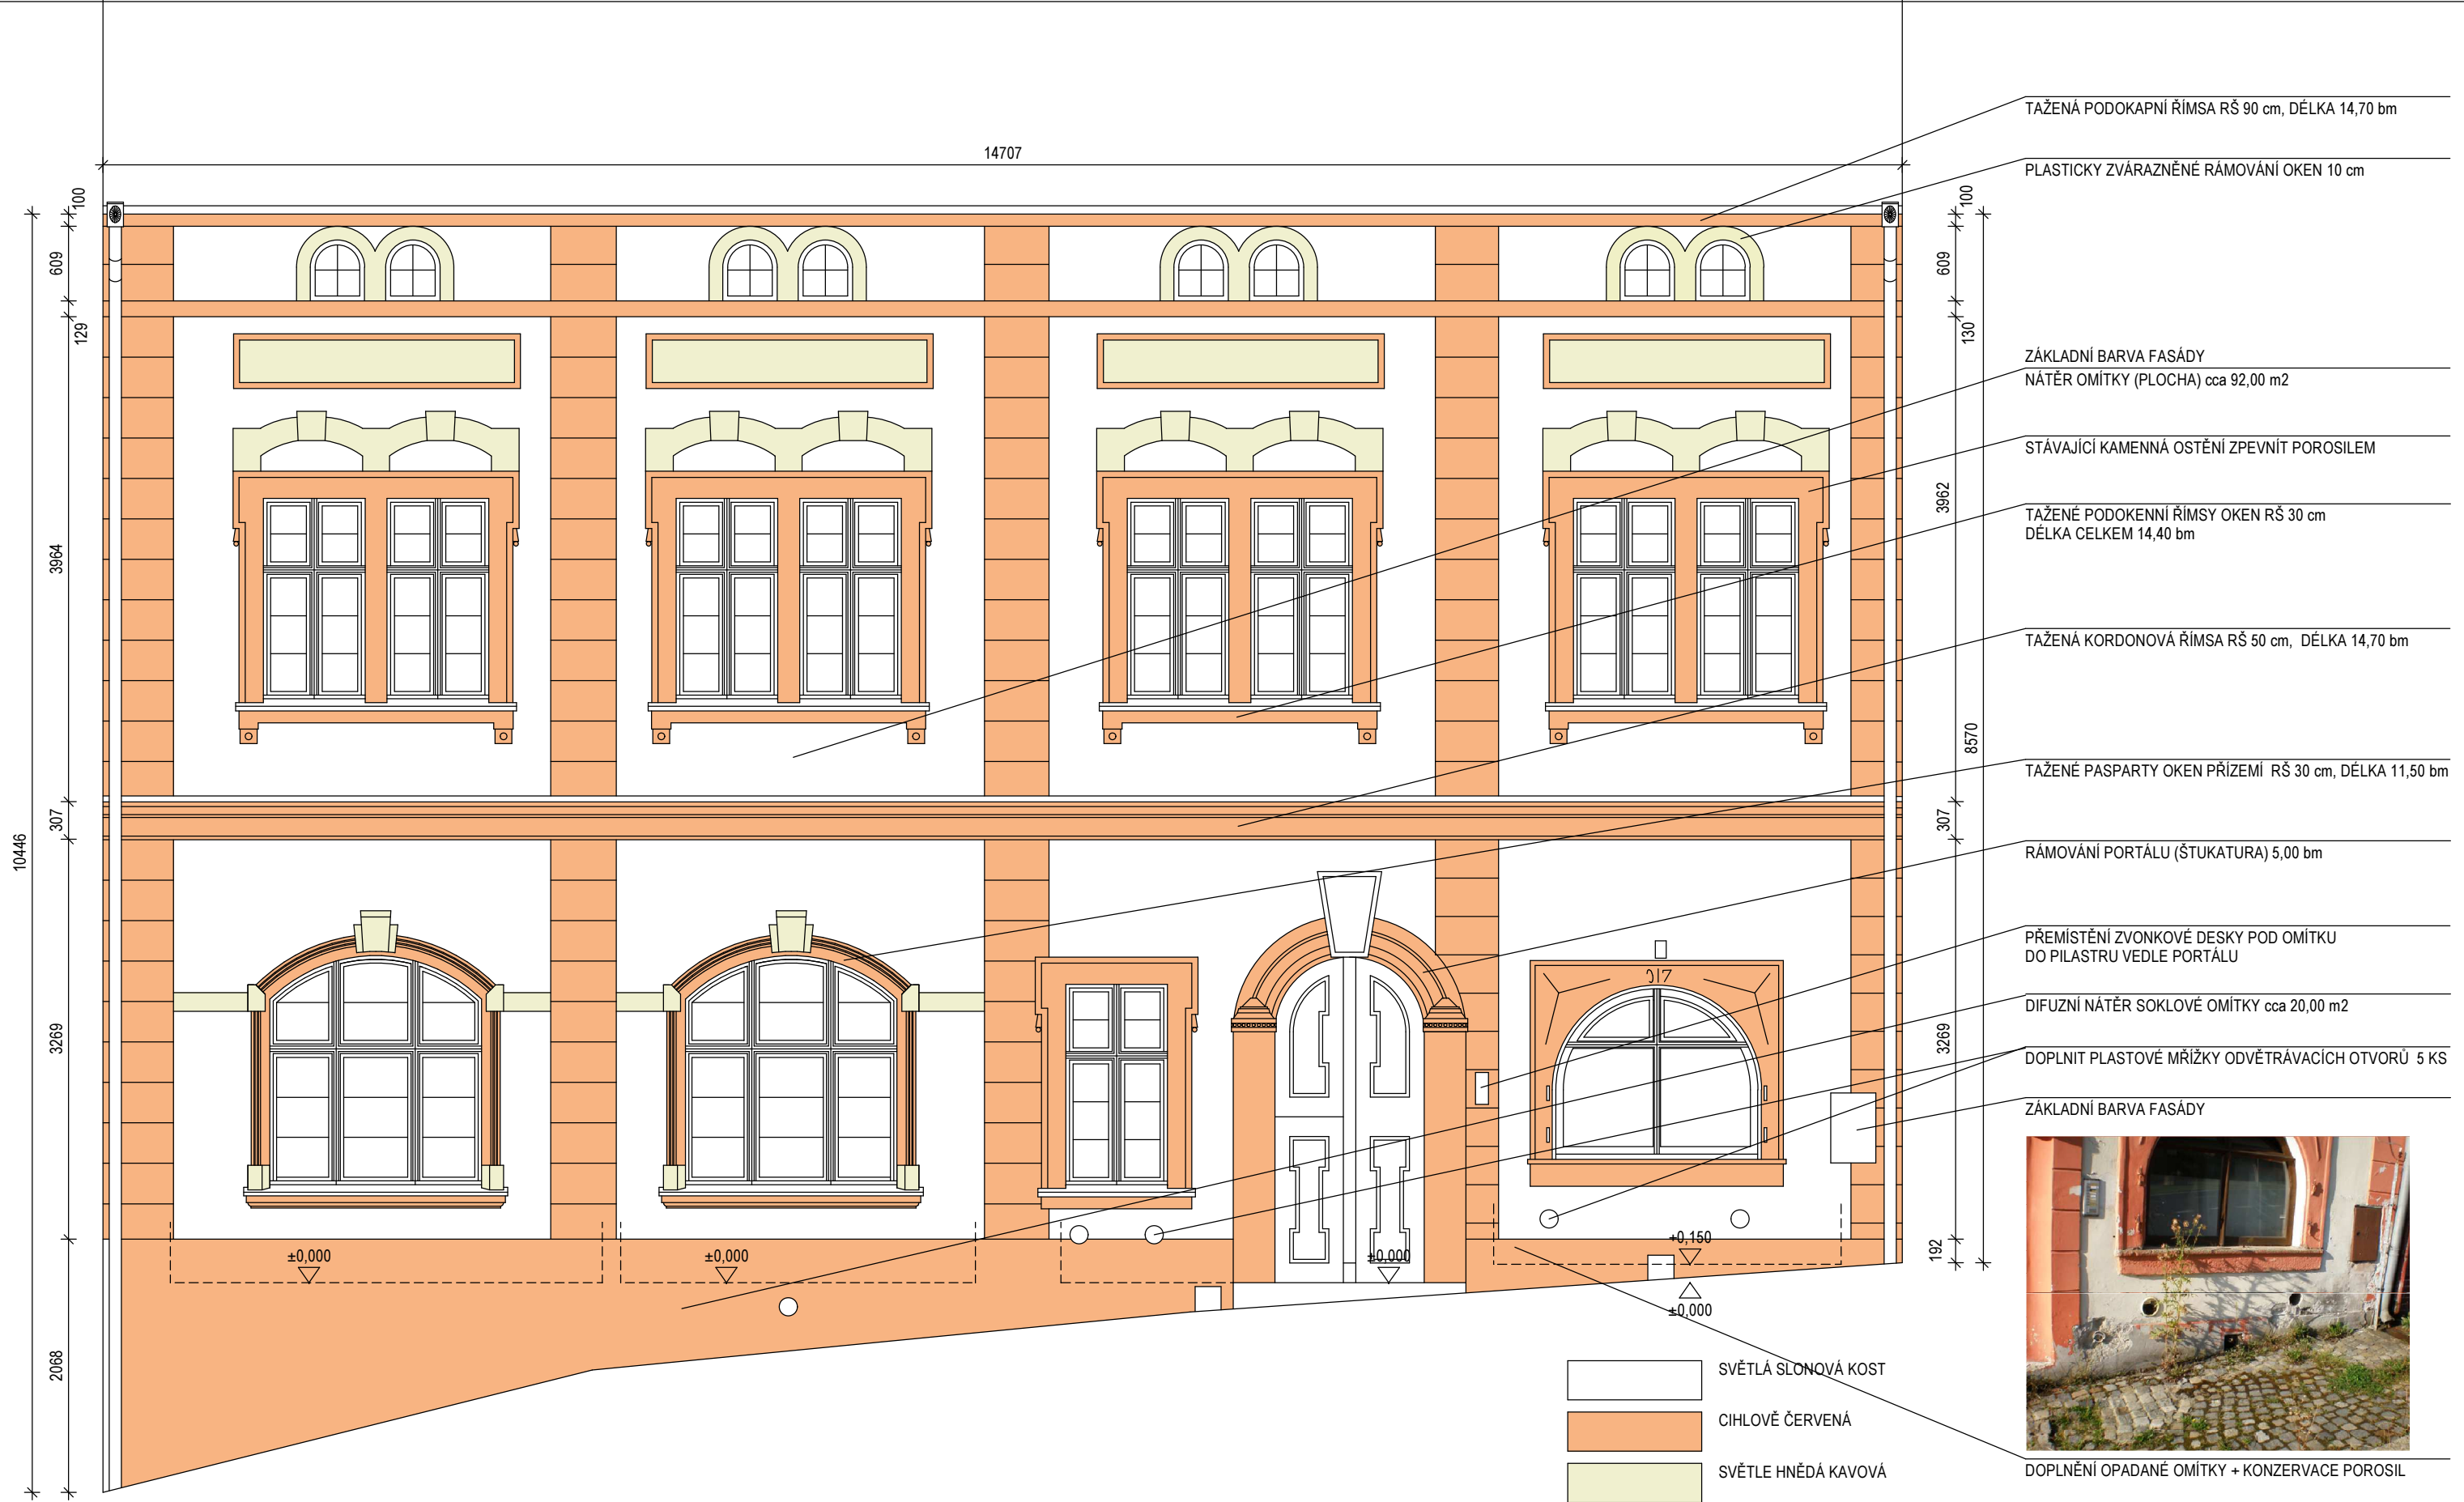 14707
100
609
129
3964
307
10446
3269
2068
100
609
130
3962
8570
307
3269
192
TAŽENÁ PODOKAPNÍ ŘÍMSA RŠ 90 cm, DÉLKA 14,70 bm
PLASTICKY ZVÁRAZNĚNÉ RÁMOVÁNÍ OKEN 10 cm
ZÁKLADNÍ BARVA FASÁDY
NÁTĚR OMÍTKY (PLOCHA) cca 92,00 m2
STÁVAJÍCÍ KAMENNÁ OSTĚNÍ ZPEVNÍT POROSILEM
TAŽENÉ PODOKENNÍ ŘÍMSY OKEN RŠ 30 cm
DÉLKA CELKEM 14,40 bm
TAŽENÁ KORDONOVÁ ŘÍMSA RŠ 50 cm, DÉLKA 14,70 bm
TAŽENÉ PASPARTY OKEN PŘÍZEMÍ RŠ 30 cm, DÉLKA 11,50 bm
RÁMOVÁNÍ PORTÁLU (ŠTUKATURA) 5,00 bm
PŘEMÍSTĚNÍ ZVONKOVÉ DESKY POD OMÍTKU
DO PILASTRU VEDLE PORTÁLU
DIFUZNÍ NÁTĚR SOKLOVÉ OMÍTKY cca 20,00 m2
DOPLNIT PLASTOVÉ MŘÍŽKY ODVĚTRÁVACÍCH OTVORŮ 5 KS
ZÁKLADNÍ BARVA FASÁDY
±0,000
±0,000
±0,000
+0,150
±0,000
SVĚTLÁ SLONOVÁ KOST
CIHLOVĚ ČERVENÁ
SVĚTLE HNĚDÁ KAVOVÁ
DOPLNĚNÍ OPADANÉ OMÍTKY + KONZERVACE POROSIL